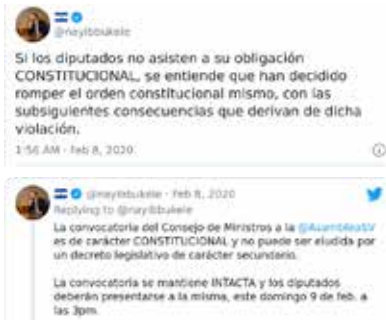 @nayibbukele
Si los diputados no asisten a su obligación
CONSTITUCIONAL, se entiende que han decidido
romper el orden constitucional mismo, con las
subsiguientes consecuencias que derivan de dicha
violación.
1:56 AM · Feb 8, 2020
@nayibbukele · Feb 8, 2020
Replying to @nayibbukele
La convocatoria del Consejo de Ministros a la @AsambleaSV
es de carácter CONSTITUCIONAL y no puede ser eludida por
un decreto legislativo de carácter secundario.
La convocatoria se mantiene INTACTA y los diputados
deberán presentarse a la misma, este domingo 9 de feb. a
las 3pm.